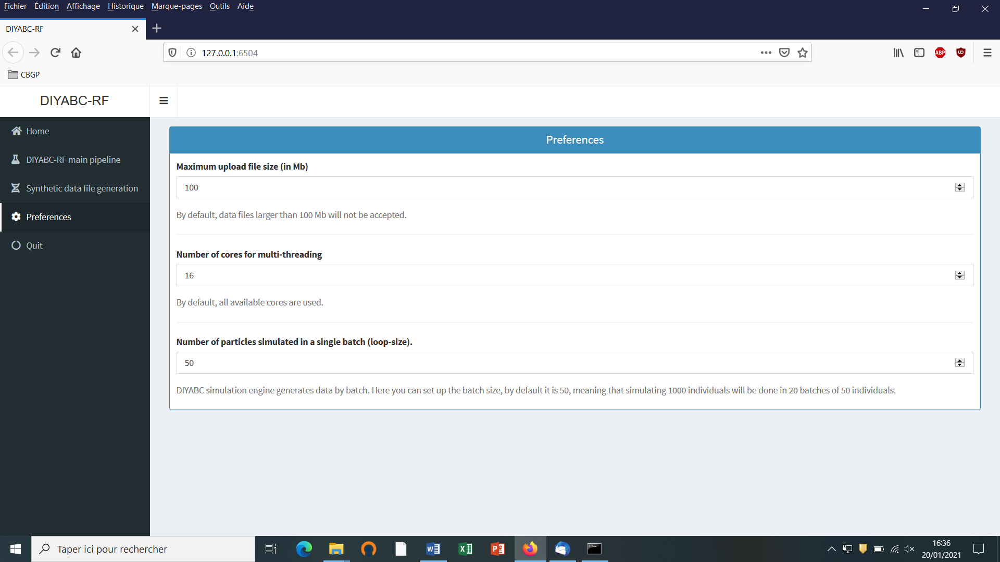 Fichier Édition Affichage Historique Marque-pages Outils Aide
DIYABC-RF
127.0.0.1:6504
ABP
CBGP
DIYABC-RF
Home
DIYABC-RF main pipeline
Synthetic data file generation
Preferences
Quit
Preferences
Maximum upload file size (in Mb)
100
By default, data files larger than 100 Mb will not be accepted.
Number of cores for multi-threading
16
By default, all available cores are used.
Number of particles simulated in a single batch (loop-size).
50
DIYABC simulation engine generates data by batch. Here you can set up the batch size, by default it is 50, meaning that simulating 1000 individuals will be done in 20 batches of 50 individuals.
Taper ici pour rechercher
16:36
20/01/2021